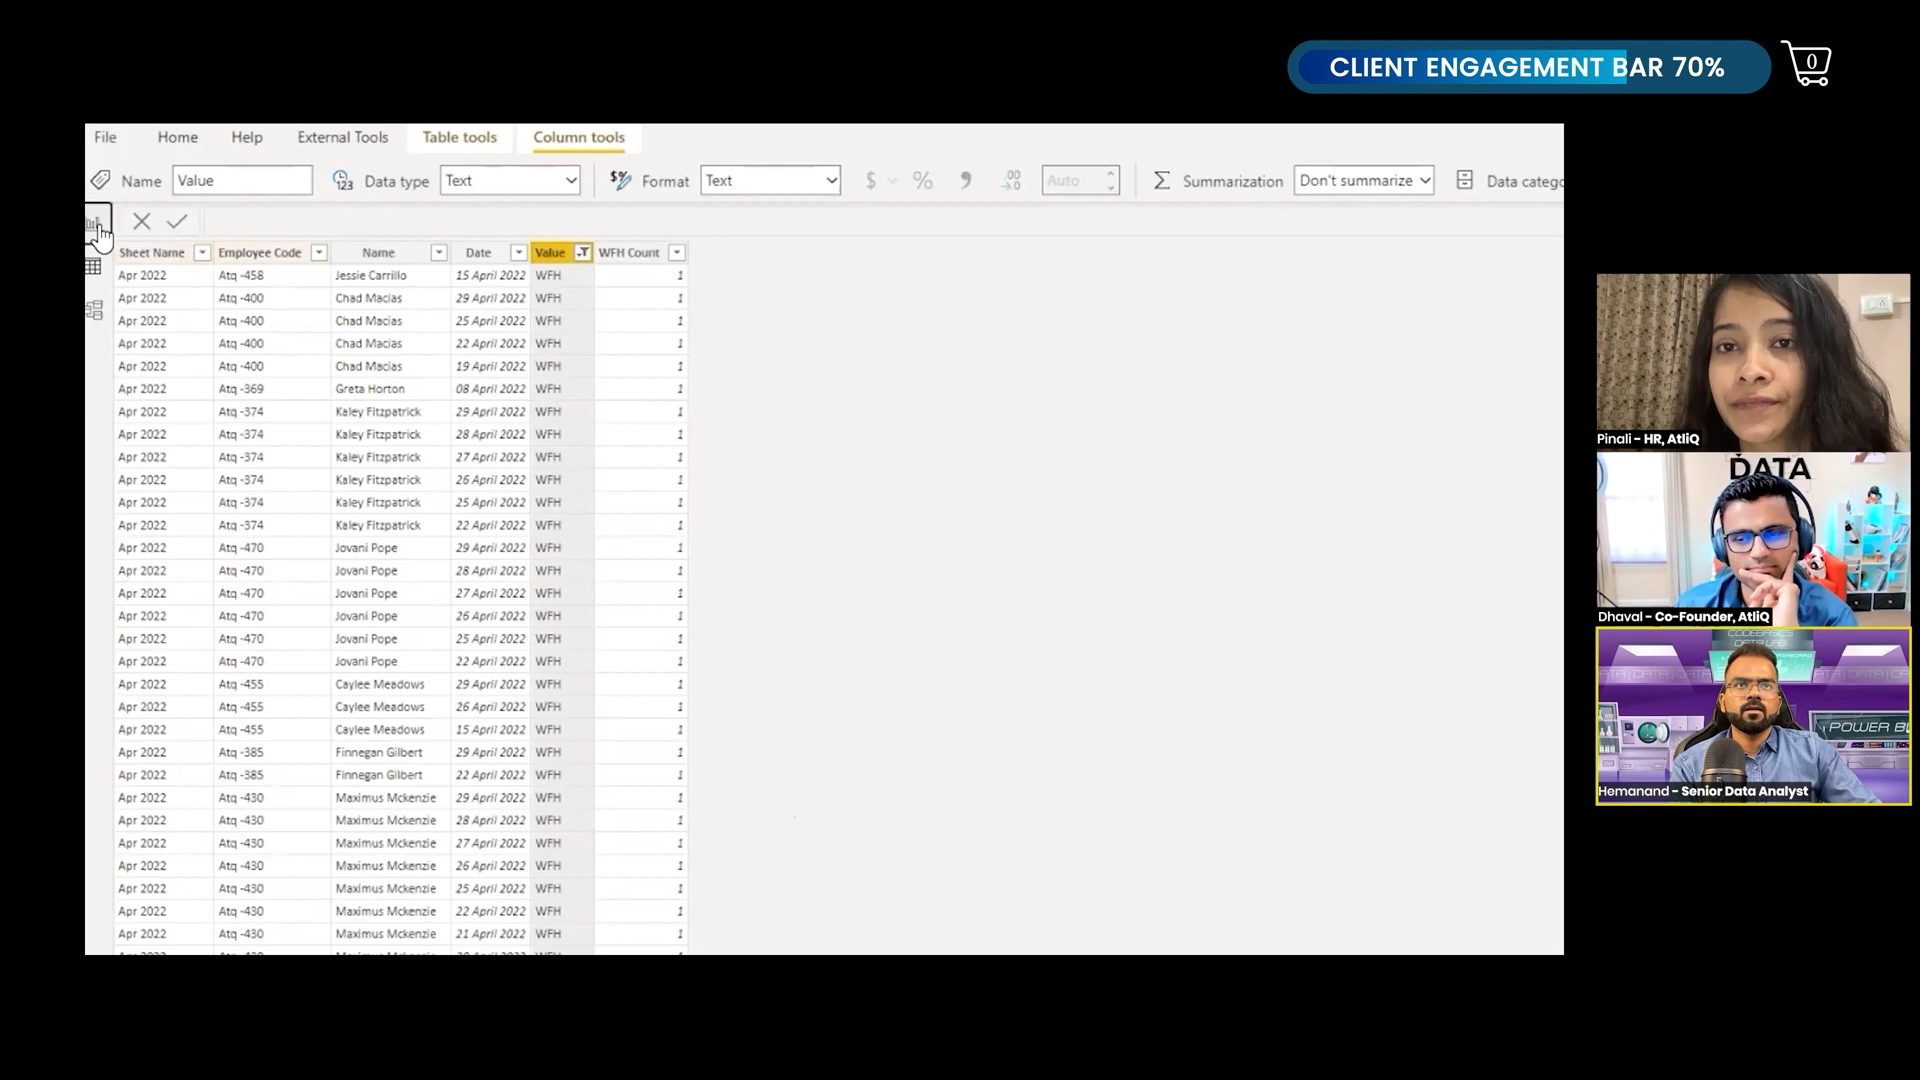 CLIENT ENGAGEMENT BAR 70%
0
File Home Help External Tools Table tools Column tools
Name Value Data type Text Format Text $ % Auto Summarization Don't summarize Data catego
Sheet Name Employee Code Name Date Value WFH Count
Apr 2022 Atq -458 Jessie Carrillo 15 April 2022 WFH 1
Apr 2022 Atq -400 Chad Macias 29 April 2022 WFH 1
Apr 2022 Atq -400 Chad Macias 25 April 2022 WFH 1
Apr 2022 Atq -400 Chad Macias 22 April 2022 WFH 1
Apr 2022 Atq -400 Chad Macias 19 April 2022 WFH 1
Apr 2022 Atq -369 Greta Horton 08 April 2022 WFH 1
Apr 2022 Atq -374 Kaley Fitzpatrick 29 April 2022 WFH 1
Apr 2022 Atq -374 Kaley Fitzpatrick 28 April 2022 WFH 1
Apr 2022 Atq -374 Kaley Fitzpatrick 27 April 2022 WFH 1
Apr 2022 Atq -374 Kaley Fitzpatrick 26 April 2022 WFH 1
Apr 2022 Atq -374 Kaley Fitzpatrick 25 April 2022 WFH 1
Apr 2022 Atq -374 Kaley Fitzpatrick 22 April 2022 WFH 1
Apr 2022 Atq -470 Jovani Pope 29 April 2022 WFH 1
Apr 2022 Atq -470 Jovani Pope 28 April 2022 WFH 1
Apr 2022 Atq -470 Jovani Pope 27 April 2022 WFH 1
Apr 2022 Atq -470 Jovani Pope 26 April 2022 WFH 1
Apr 2022 Atq -470 Jovani Pope 25 April 2022 WFH 1
Apr 2022 Atq -470 Jovani Pope 22 April 2022 WFH 1
Apr 2022 Atq -455 Caylee Meadows 29 April 2022 WFH 1
Apr 2022 Atq -455 Caylee Meadows 26 April 2022 WFH 1
Apr 2022 Atq -455 Caylee Meadows 15 April 2022 WFH 1
Apr 2022 Atq -385 Finnegan Gilbert 29 April 2022 WFH 1
Apr 2022 Atq -385 Finnegan Gilbert 22 April 2022 WFH 1
Apr 2022 Atq -430 Maximus Mckenzie 29 April 2022 WFH 1
Apr 2022 Atq -430 Maximus Mckenzie 28 April 2022 WFH 1
Apr 2022 Atq -430 Maximus Mckenzie 27 April 2022 WFH 1
Apr 2022 Atq -430 Maximus Mckenzie 26 April 2022 WFH 1
Apr 2022 Atq -430 Maximus Mckenzie 25 April 2022 WFH 1
Apr 2022 Atq -430 Maximus Mckenzie 22 April 2022 WFH 1
Apr 2022 Atq -430 Maximus Mckenzie 21 April 2022 WFH 1
Pinali - HR, AtliQ
DATA
Dhaval - Co-Founder, AtliQ
CODEBASICS
DATA LAB
POWER BI
Hemanand - Senior Data Analyst